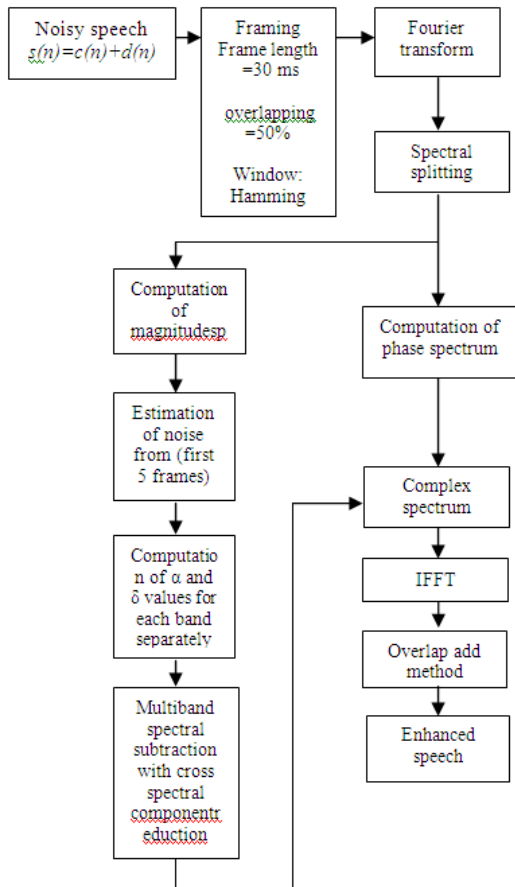 Noisy speech
s(n)=c(n)+d(n)
Framing
Frame length
=30 ms
overlapping
=50%
Window:
Hamming
Fourier
transform
Spectral
splitting
Computation
of
magnitudesp
Estimation
of noise
from (first
5 frames)
Computatio
n of α and
δ values for
each band
separately
Multiband
spectral
subtraction
with cross
spectral
componentr
eduction
Computation of
phase spectrum
Complex
spectrum
IFFT
Overlap add
method
Enhanced
speech